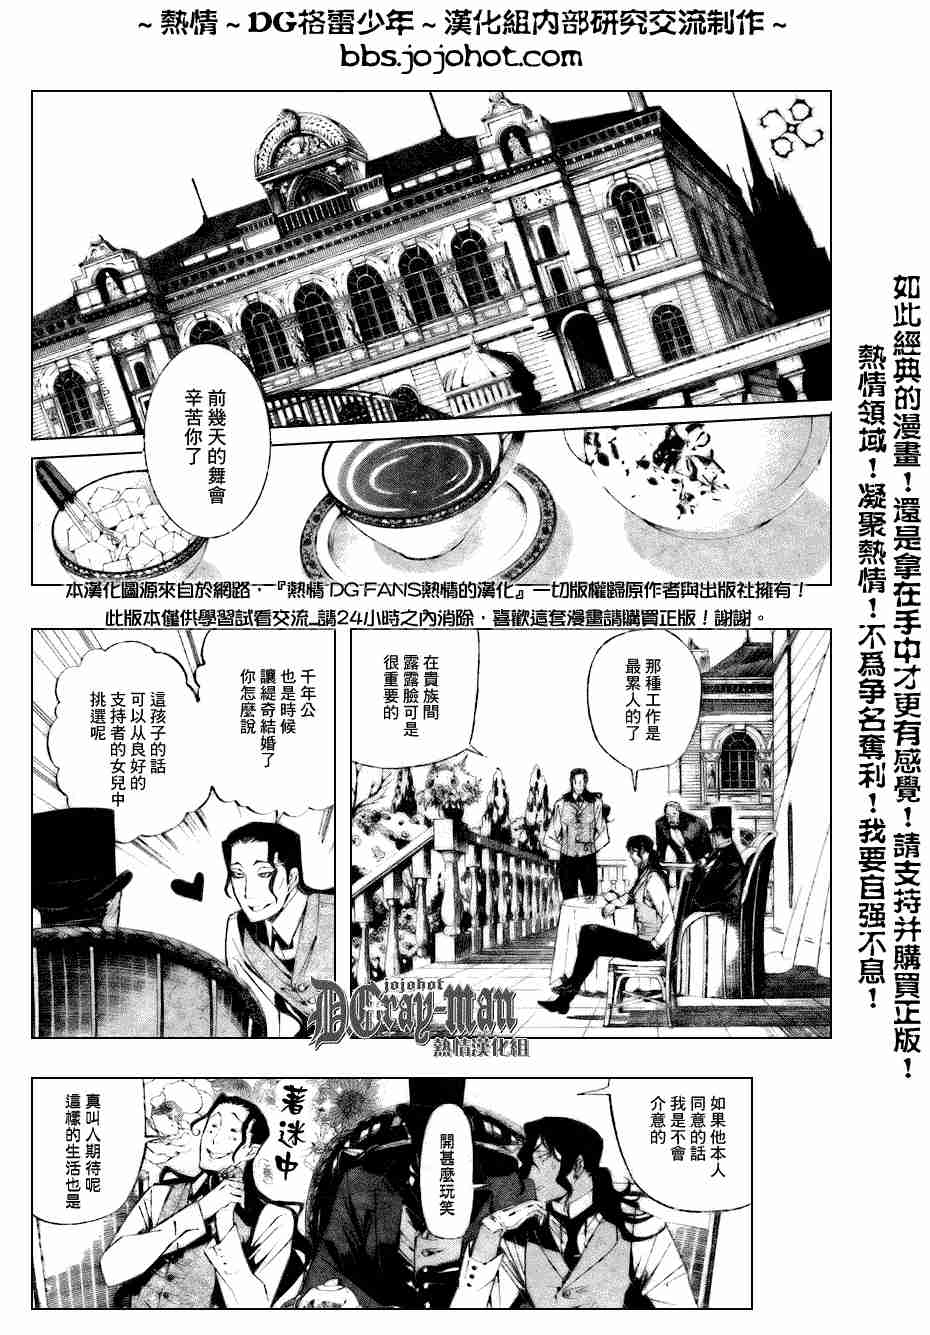 ~熱情~DG格雷少年~漢化組內部研究交流制作~
bbs.jojohot.com
前幾天的舞會
辛苦你了
本漢化圖源來自於網路，『熱情DG FANS熱情的漢化』一切版權歸原作者與出版社擁有！
此版本僅供學習試看交流_請24小時之內消除，喜歡這套漫畫請購買正版！謝謝。
那種工作是
最累人的了
在貴族間
露露臉可是
很重要的
千年公
也是時候
讓緹奇結婚了
你怎麼說
這孩子的話
可以从良好的
支持者的女兒中
挑選呢
jojohot
DGray-man
熱情漢化組
如果他本人
同意的話
我是不會
介意的
開甚麼玩笑
著迷中
真叫人期待呢
這樣的生活也是
如此經典的漫畫！還是拿在手中才更有感覺！請支持并購買正版！
熱情領域！凝聚熱情！不爲爭名奪利！我要自强不息！